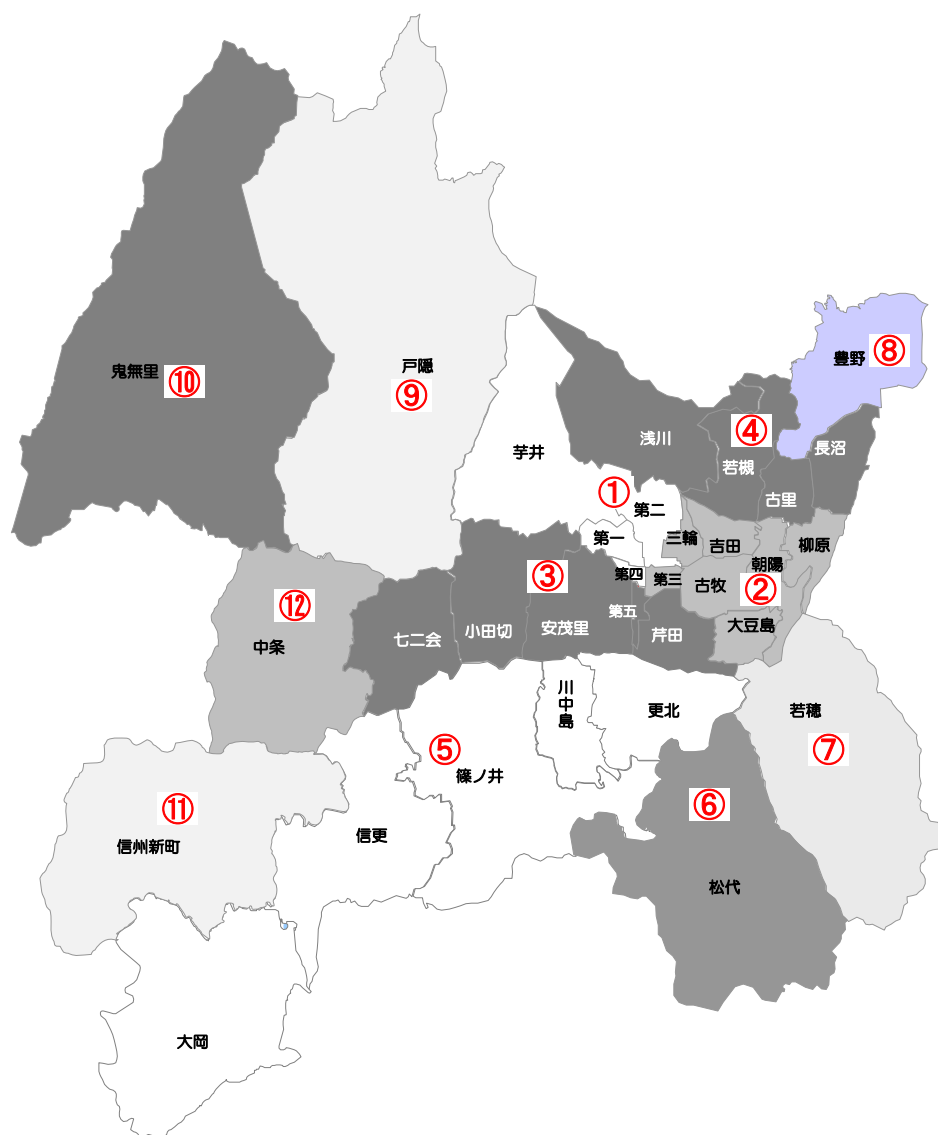 豊野
⑧
鬼無里
⑩
戸隠
⑨
④
浅川
長沼
芋井
若槻
①
古里
第二
第一
三輪
吉田
柳原
③
第四
第三
古牧
朝陽
②
⑫
第五
中条
七二会
小田切
安茂里
芹田
大豆島
川中島
更北
若穂
⑤
⑦
篠ノ井
⑪
⑥
信州新町
信更
松代
大岡